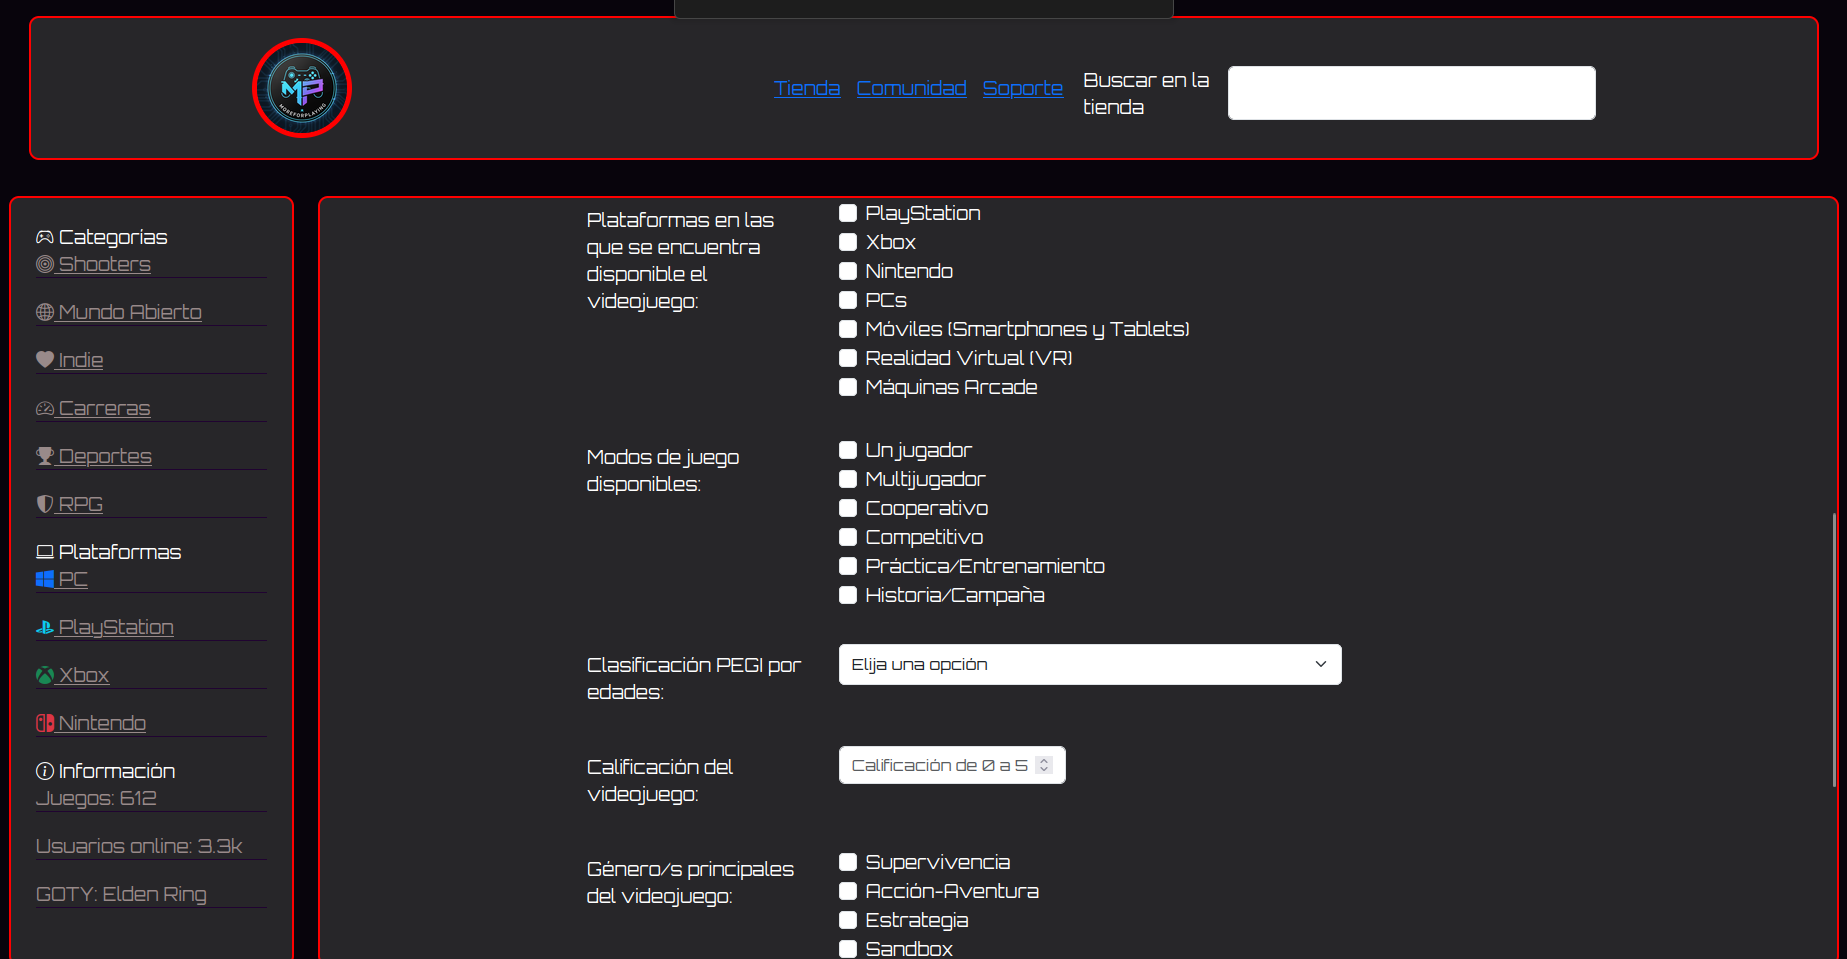 MP
MOREFORPLAYING
Tienda Comunidad Soporte
Buscar en la
tienda
Categorías
Shooters
Mundo Abierto
Indie
Carreras
Deportes
RPG
Plataformas
PC
PlayStation
Xbox
Nintendo
Información
Juegos: 612
Usuarios online: 3.3k
GOTY: Elden Ring
Plataformas en las
que se encuentra
disponible el
videojuego:
PlayStation
Xbox
Nintendo
PCs
Móviles (Smartphones y Tablets)
Realidad Virtual (VR)
Máquinas Arcade
Modos de juego
disponibles:
Un jugador
Multijugador
Cooperativo
Competitivo
Práctica/Entrenamiento
Historia/Campaña
Clasificación PEGI por
edades:
Elija una opción
Calificación del
videojuego:
Calificación de 0 a 5
Género/s principales
del videojuego:
Supervivencia
Acción-Aventura
Estrategia
Sandbox